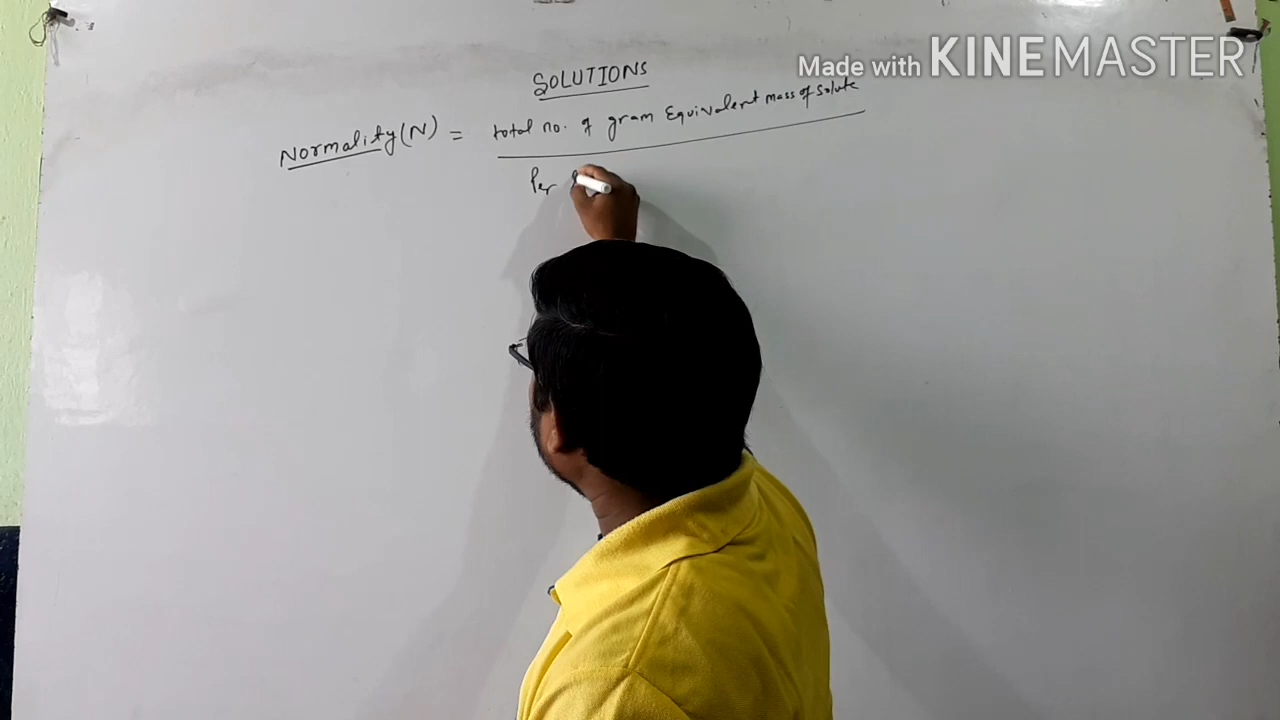 Made with KINEMASTER
SOLUTIONS
Normality (N) = total no. of gram Equivalent mass of solute
Per